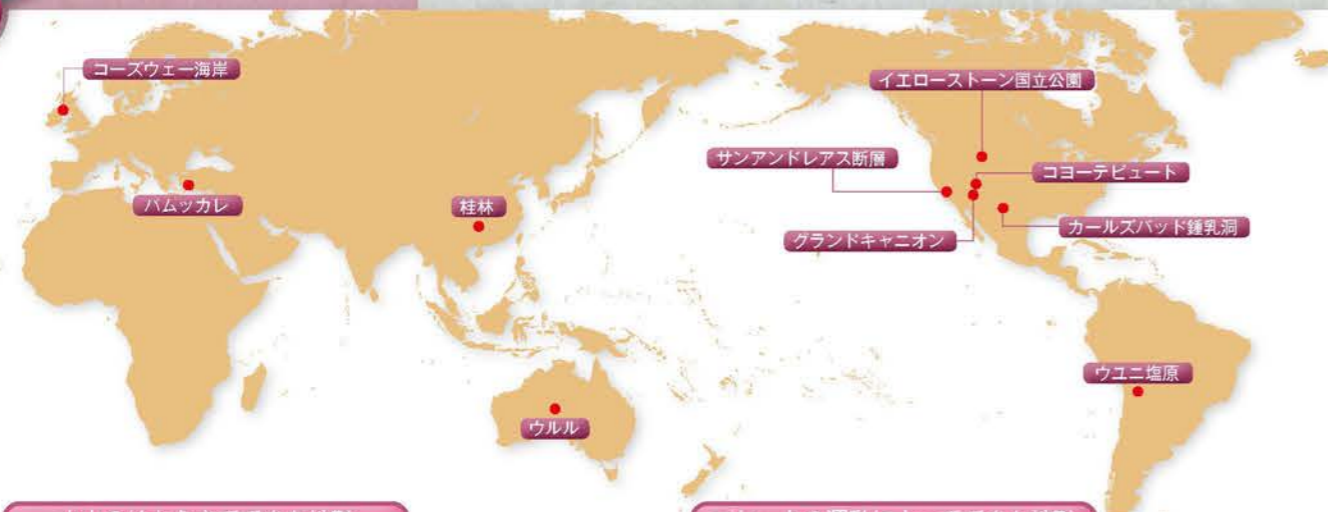 コーズウェー海岸
イエローストーン国立公園
サンアンドレアス断層
コヨーテビュート
パムッカレ
桂林
カールズバッド鍾乳洞
グランドキャニオン
ウユニ塩原
ウルル